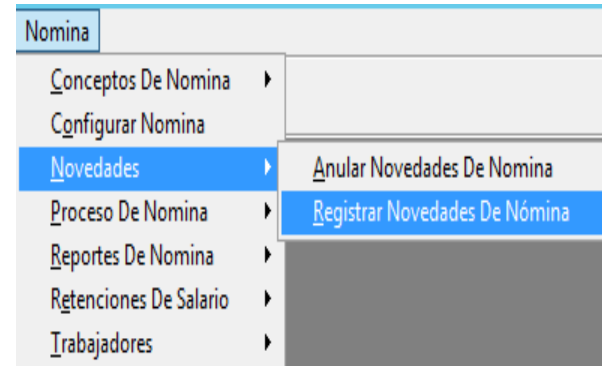 Nomina
Conceptos De Nomina
Configurar Nomina
Novedades
Anular Novedades De Nomina
Registrar Novedades De Nómina
Proceso De Nomina
Reportes De Nomina
Retenciones De Salario
Trabajadores